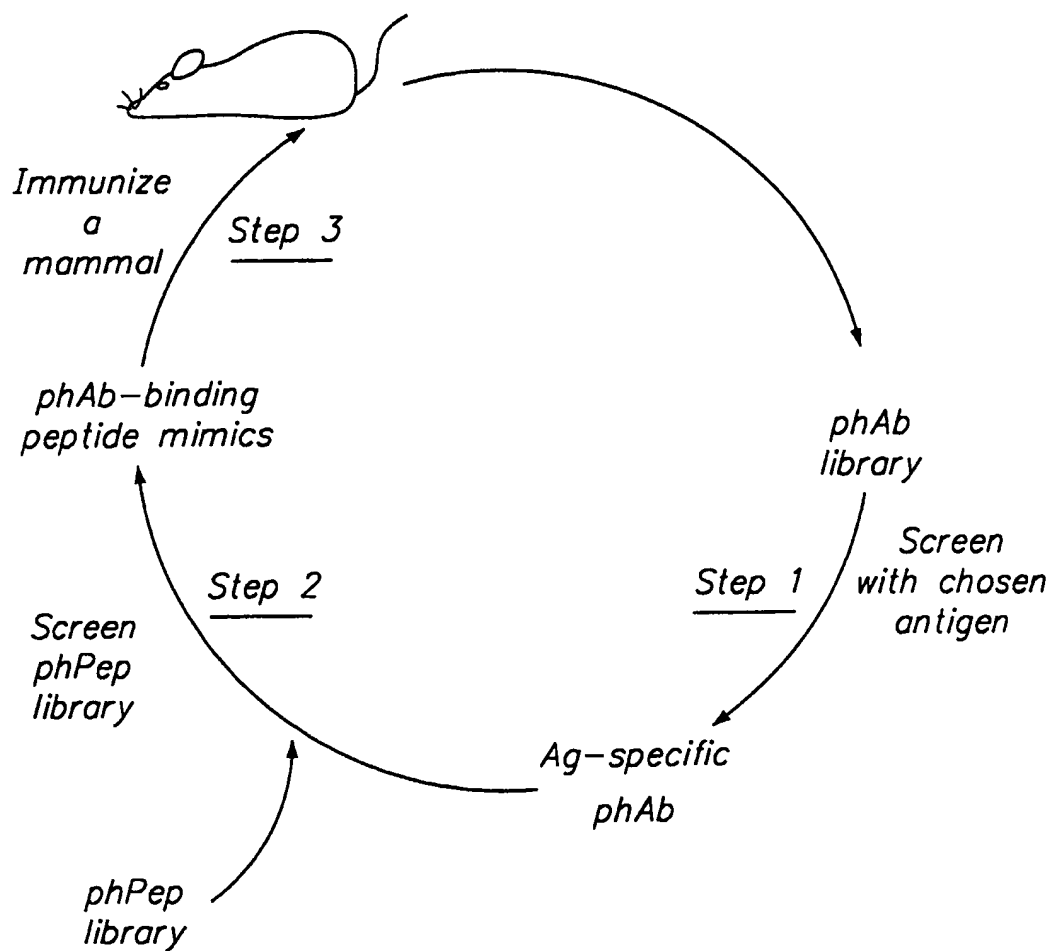 Immunize
a
mammal
Step 3
phAb-binding
peptide mimics
phAb
library
Step 2
Step 1
Screen
with chosen
antigen
Screen
phPep
library
Ag-specific
phAb
phPep
library